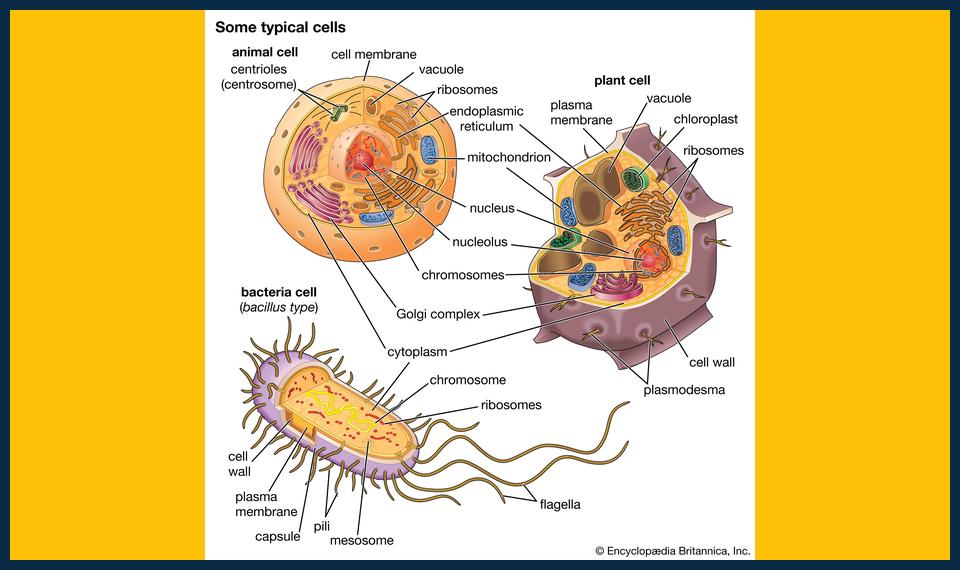 Some typical cells
animal cell
centrioles
(centrosome)
cell membrane
vacuole
ribosomes
endoplasmic
reticulum
mitochondrion
nucleus
nucleolus
chromosomes
Golgi complex
cytoplasm
plant cell
plasma
membrane
vacuole
chloroplast
ribosomes
cell wall
plasmodesma
bacteria cell
(bacillus type)
chromosome
ribosomes
cell
wall
plasma
membrane
capsule
pili
mesosome
flagella
© Encyclopædia Britannica, Inc.